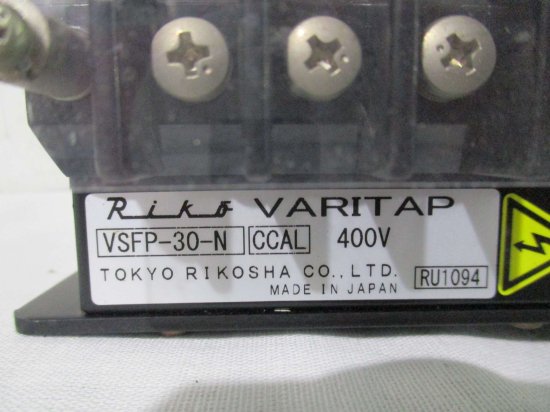 Riko VARITAP
VSFP-30-N CCAL 400V
TOKYO RIKOSHA CO.,LTD.
MADE IN JAPAN RU1094